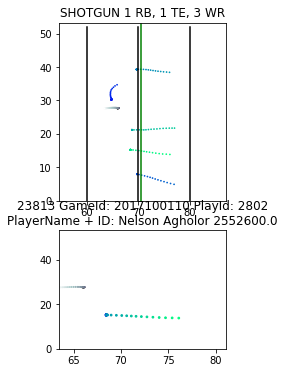 SHOTGUN 1 RB, 1 TE, 3 WR
50
40
30
20
10
0
60 70 80
23813 GameId: 2017100110 PlayId: 2802
PlayerName + ID: Nelson Agholor 2552600.0
40
20
0
65 70 75 80